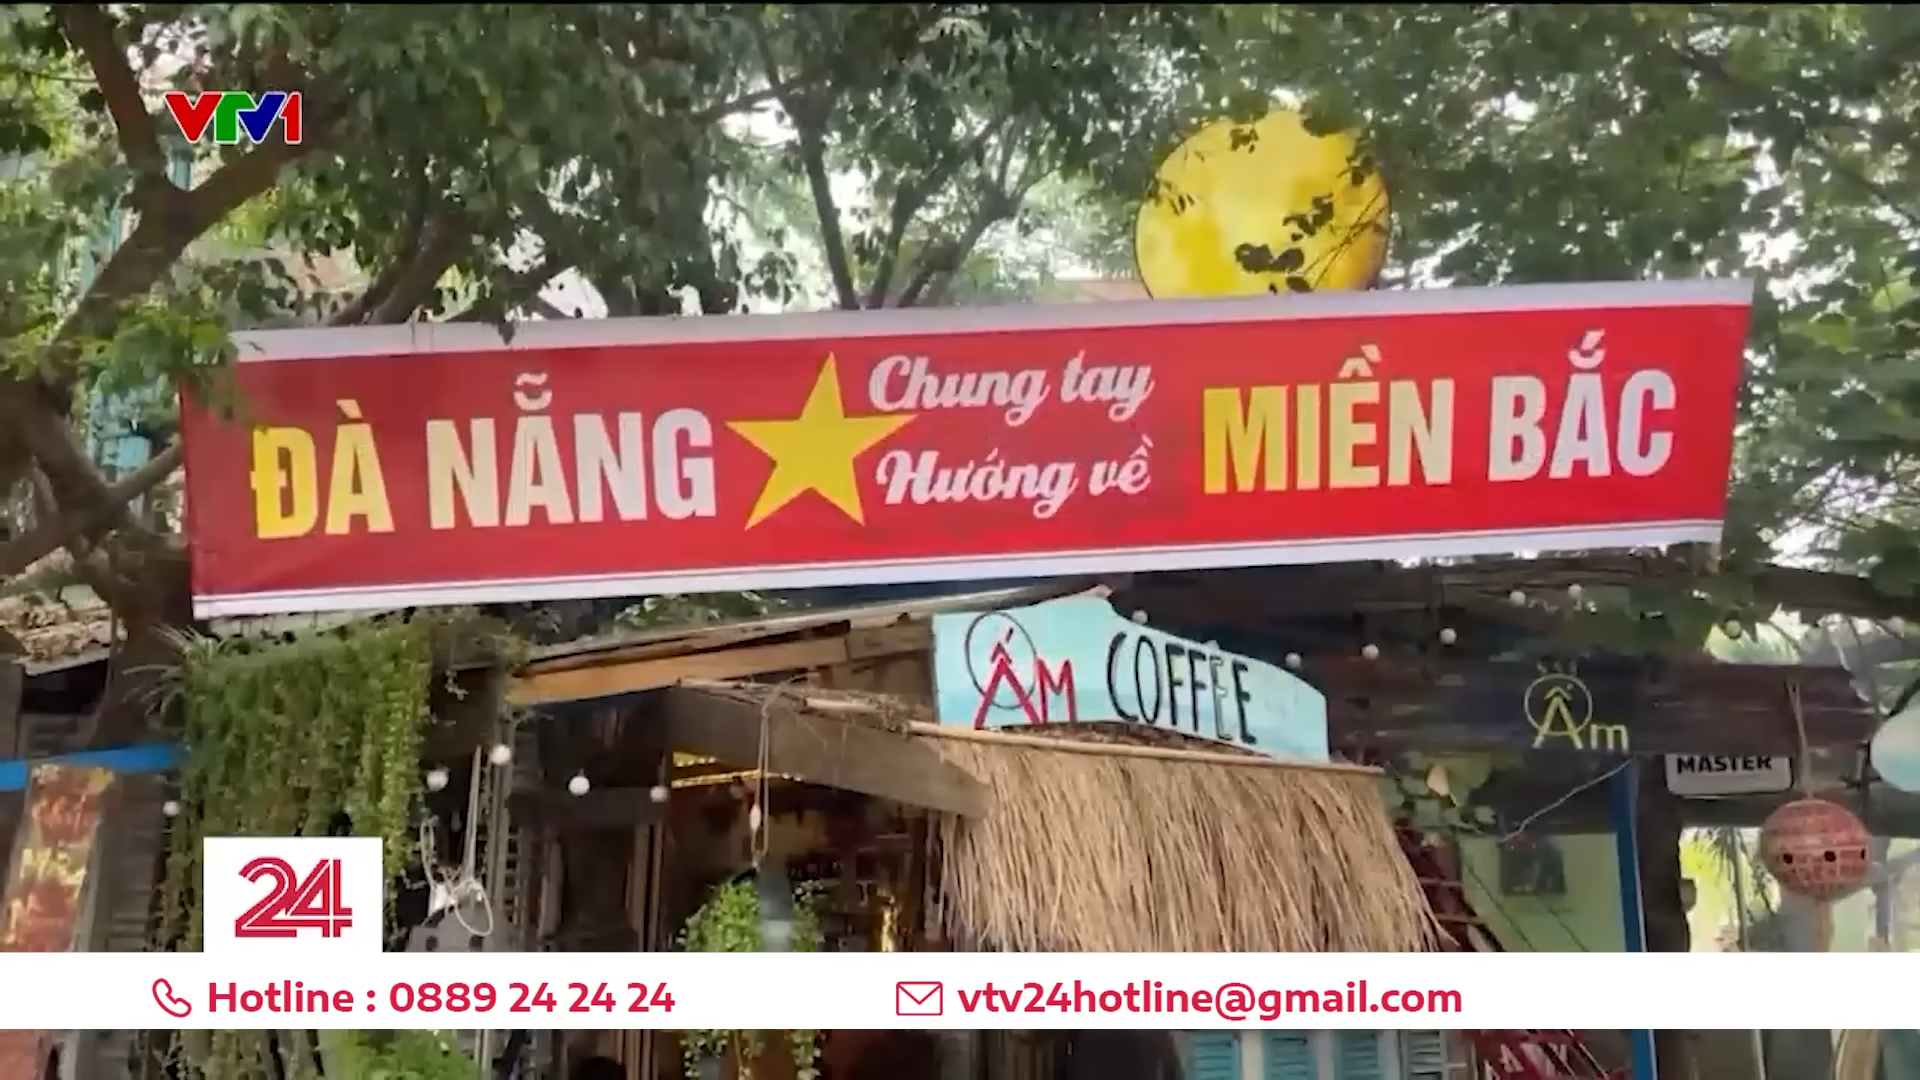 VTV1
ĐÀ NẴNG
Chung tay
Hướng về
MIỀN BẮC
ẤM COFFEE
Ấm
MASTER
24
Hotline : 0889 24 24 24
vtv24hotline@gmail.com